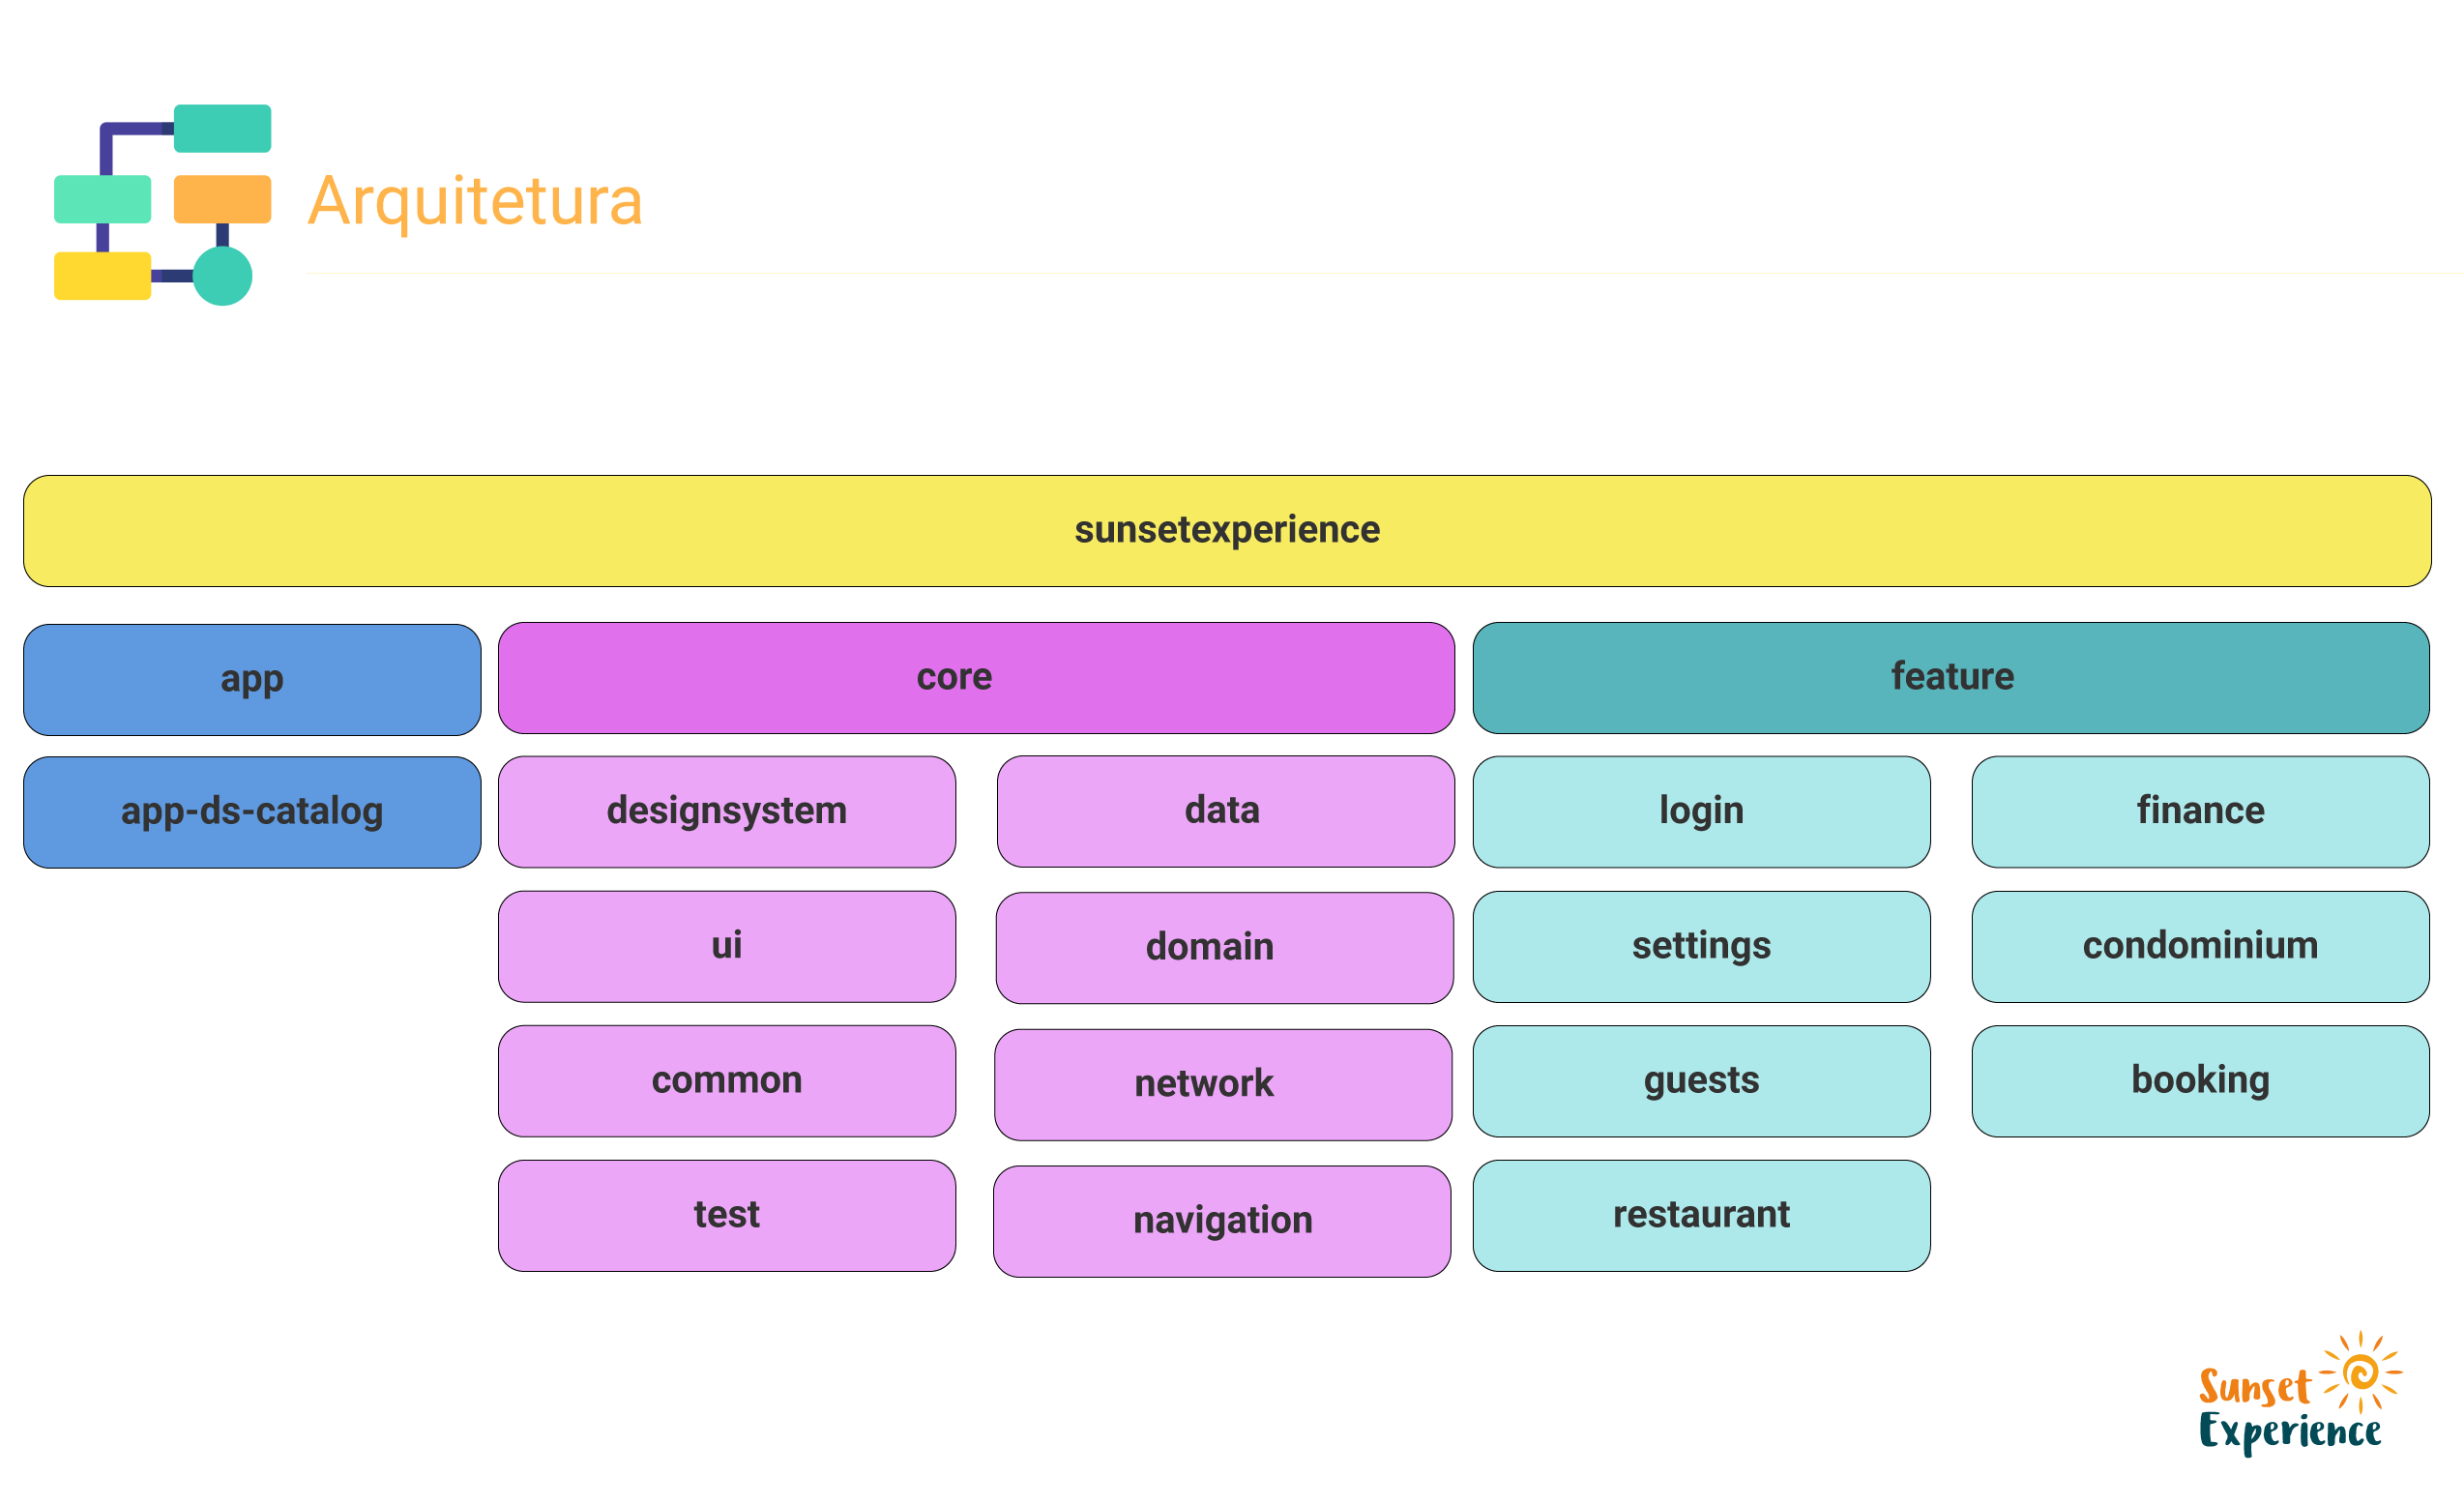 Arquitetura
sunsetexperience
app
core
feature
app-ds-catalog
designsystem
data
login
finance
ui
domain
settings
condominium
common
network
guests
booking
test
navigation
restaurant
Sunset
Experience